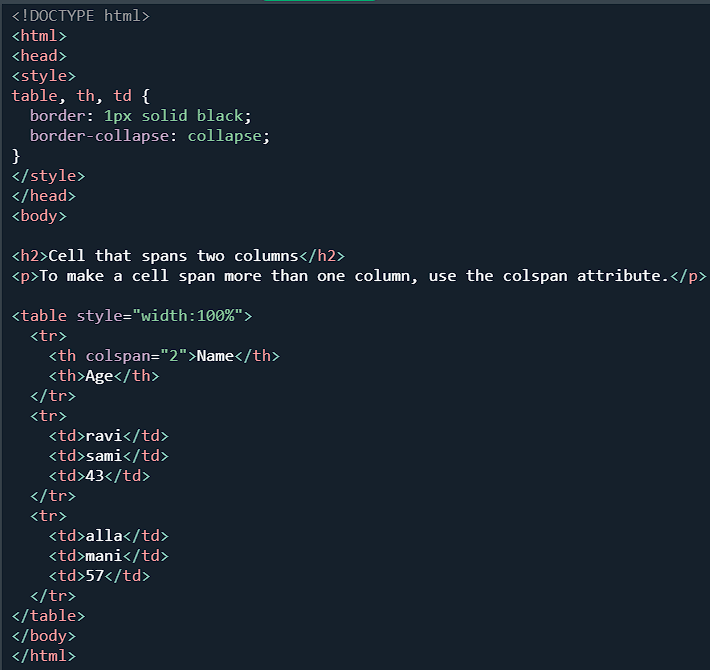 <!DOCTYPE html>
<html>
<head>
<style>
table, th, td {
  border: 1px solid black;
  border-collapse: collapse;
}
</style>
</head>
<body>

<h2>Cell that spans two columns</h2>
<p>To make a cell span more than one column, use the colspan attribute.</p>

<table style="width:100%">
  <tr>
    <th colspan="2">Name</th>
    <th>Age</th>
  </tr>
  <tr>
    <td>ravi</td>
    <td>sami</td>
    <td>43</td>
  </tr>
  <tr>
    <td>alla</td>
    <td>mani</td>
    <td>57</td>
  </tr>
</table>
</body>
</html>